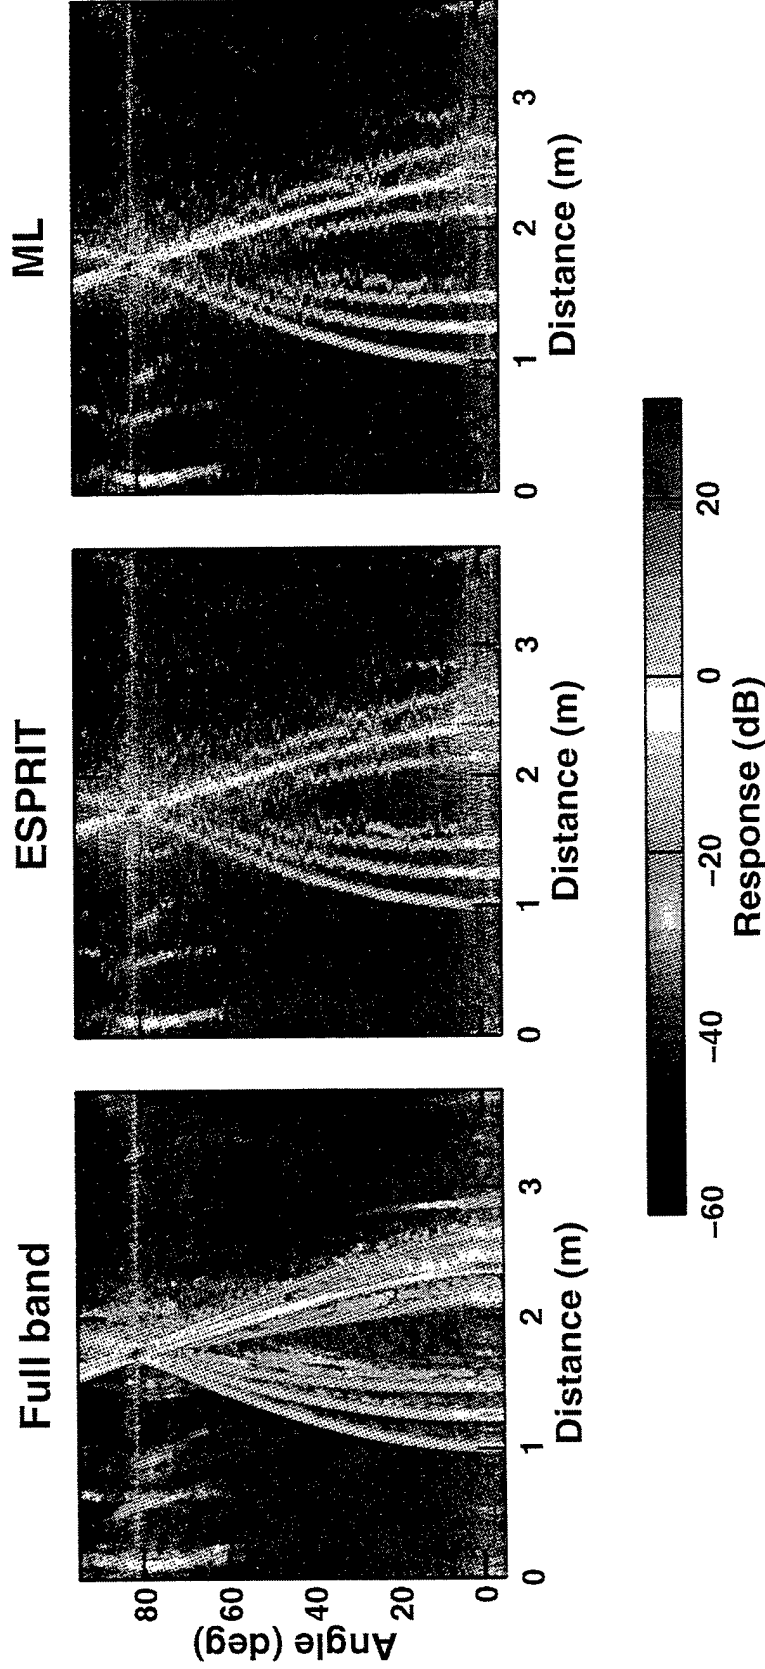 Full band
ESPRIT
ML
Angle (deg)
80
60
40
20
0
0 1 2 3
Distance (m)
0 1 2 3
Distance (m)
0 1 2 3
Distance (m)
−60 −40 −20 0 20
Response (dB)